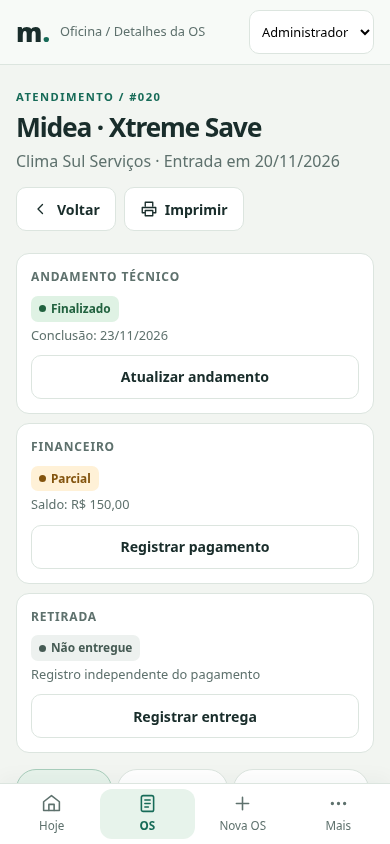 m. Oficina / Detalhes da OS Administrador
ATENDIMENTO / #020
Midea · Xtreme Save
Clima Sul Serviços · Entrada em 20/11/2026
Voltar Imprimir
ANDAMENTO TÉCNICO
Finalizado
Conclusão: 23/11/2026
Atualizar andamento
FINANCEIRO
Parcial
Saldo: R$ 150,00
Registrar pagamento
RETIRADA
Não entregue
Registro independente do pagamento
Registrar entrega
Hoje OS Nova OS Mais